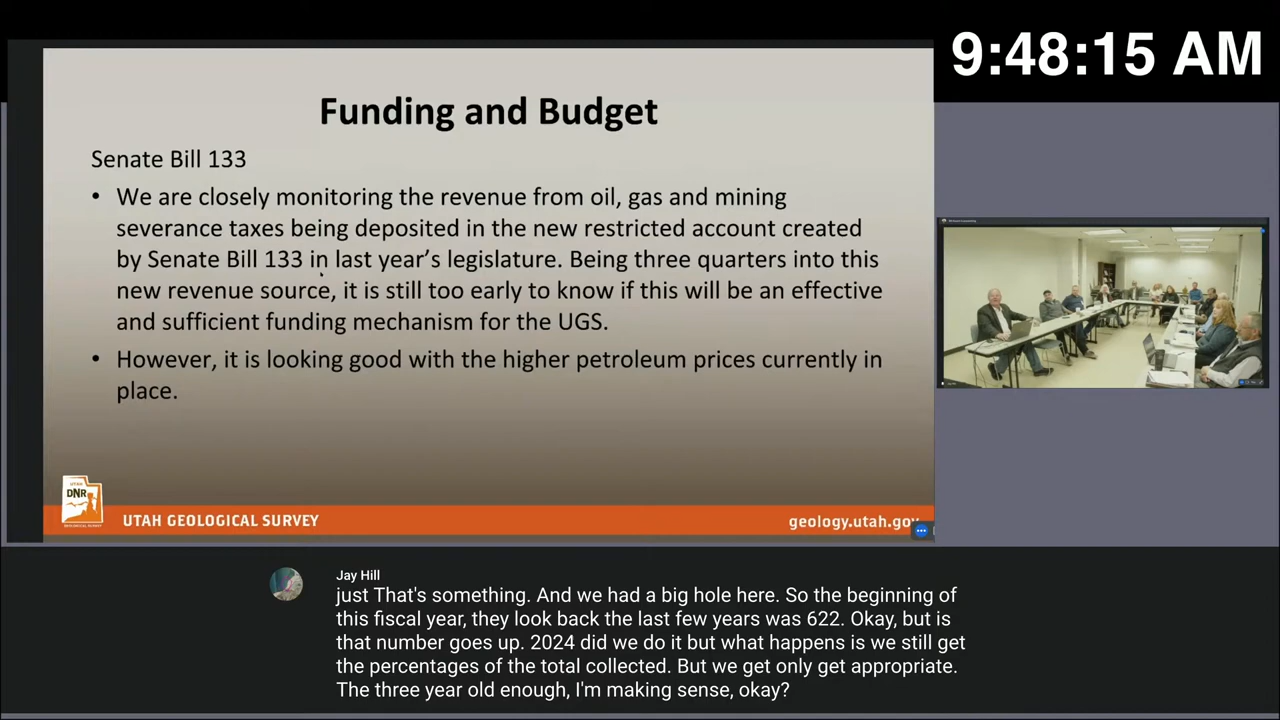 9:48:15 AM
Funding and Budget
Senate Bill 133
• We are closely monitoring the revenue from oil, gas and mining
severance taxes being deposited in the new restricted account created
by Senate Bill 133 in last year’s legislature. Being three quarters into this
new revenue source, it is still too early to know if this will be an effective
and sufficient funding mechanism for the UGS.
• However, it is looking good with the higher petroleum prices currently in
place.
UTAH
DNR
GEOLOGICAL SURVEY
UTAH GEOLOGICAL SURVEY
geology.utah.gov
Jay Hill
just That's something. And we had a big hole here. So the beginning of
this fiscal year, they look back the last few years was 622. Okay, but is
that number goes up. 2024 did we do it but what happens is we still get
the percentages of the total collected. But we get only get appropriate.
The three year old enough, I'm making sense, okay?